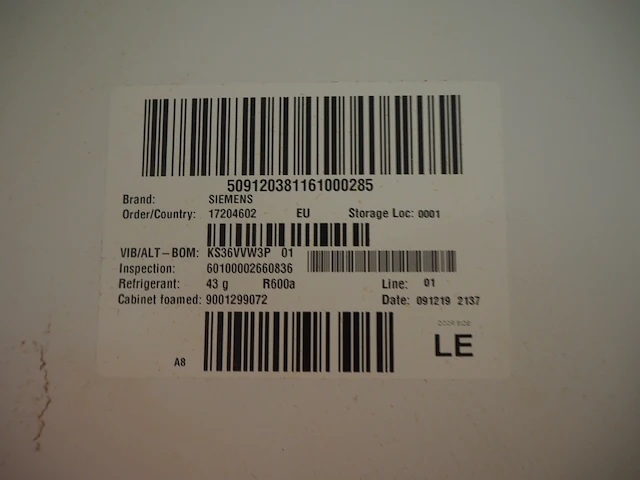 509120381161000285
Brand: SIEMENS
Order/Country: 17204602 EU Storage Loc: 0001
VIB/ALT-BOM: KS36VVW3P 01
Inspection: 60100002660836
Refrigerant: 43 g R600a Line: 01
Cabinet foamed: 9001299072 Date: 091219 2137
LE
A8